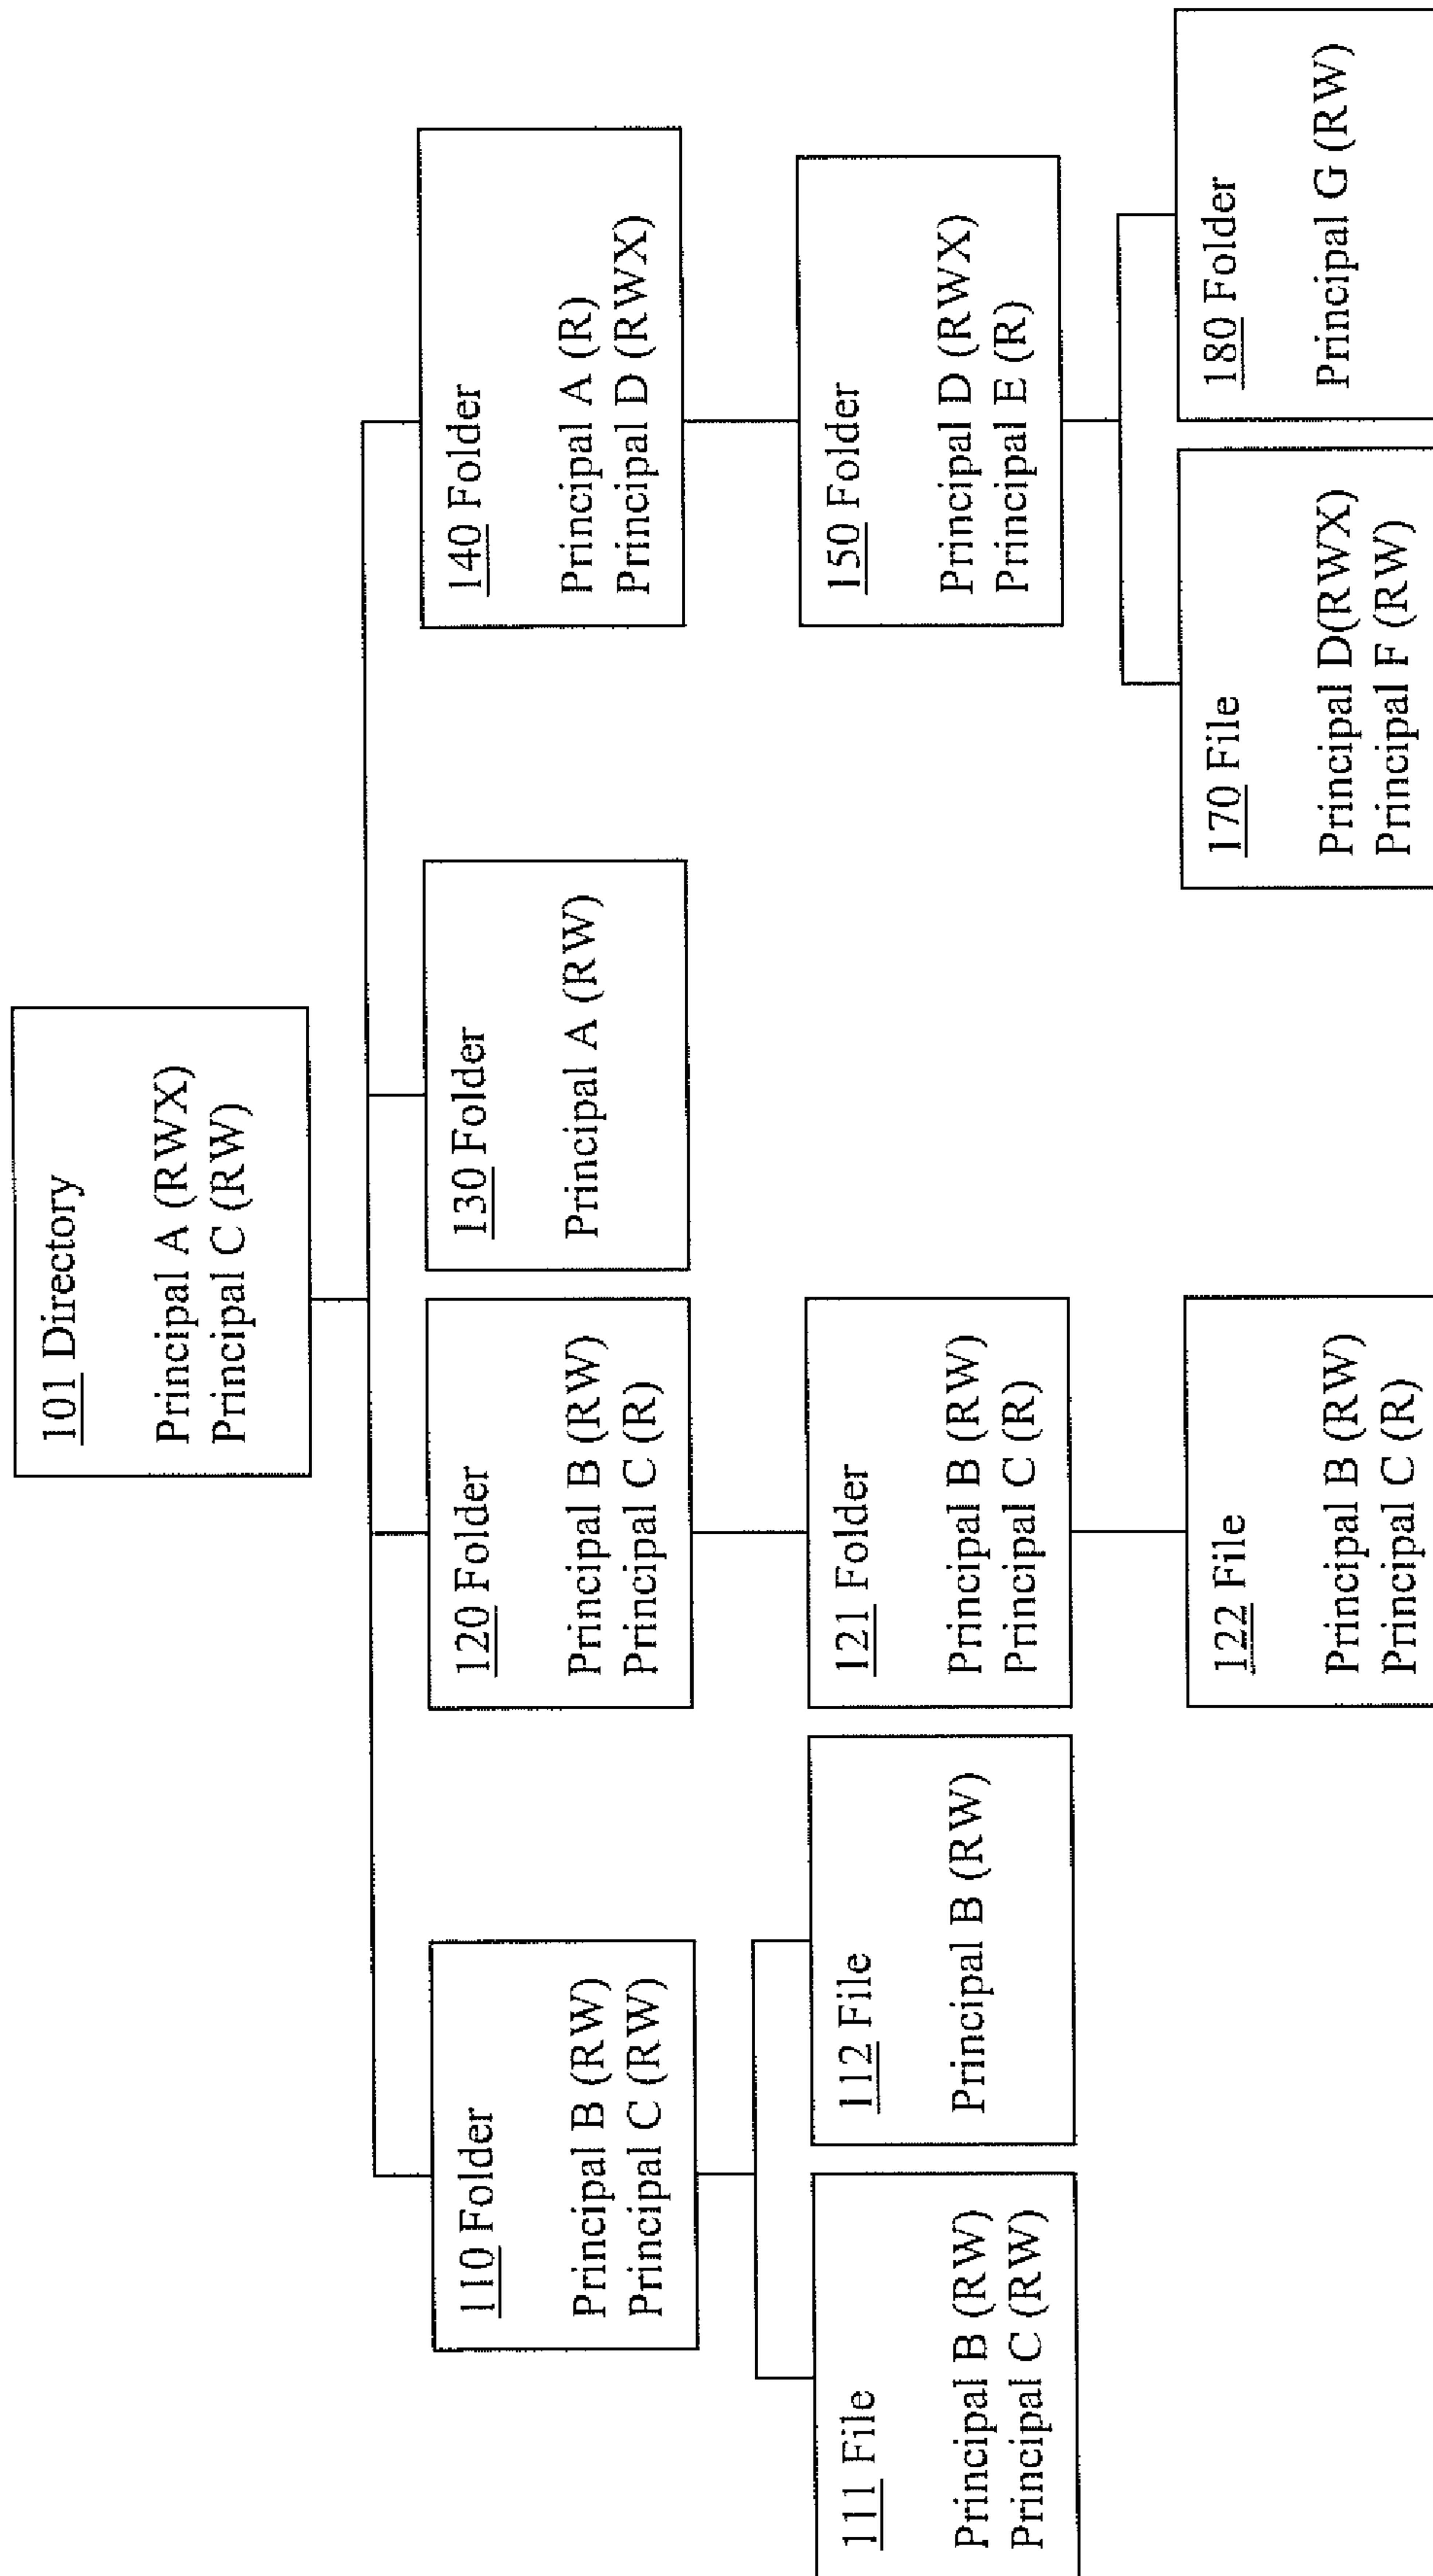 101 Directory
Principal A (RWX)
Principal C (RW)
110 Folder
Principal B (RW)
Principal C (RW)
120 Folder
Principal B (RW)
Principal C (R)
130 Folder
Principal A (RW)
140 Folder
Principal A (R)
Principal D (RWX)
111 File
Principal B (RW)
Principal C (RW)
112 File
Principal B (RW)
121 Folder
Principal B (RW)
Principal C (R)
150 Folder
Principal D (RWX)
Principal E (R)
122 File
Principal B (RW)
Principal C (R)
170 File
Principal D(RWX)
Principal F (RW)
180 Folder
Principal G (RW)